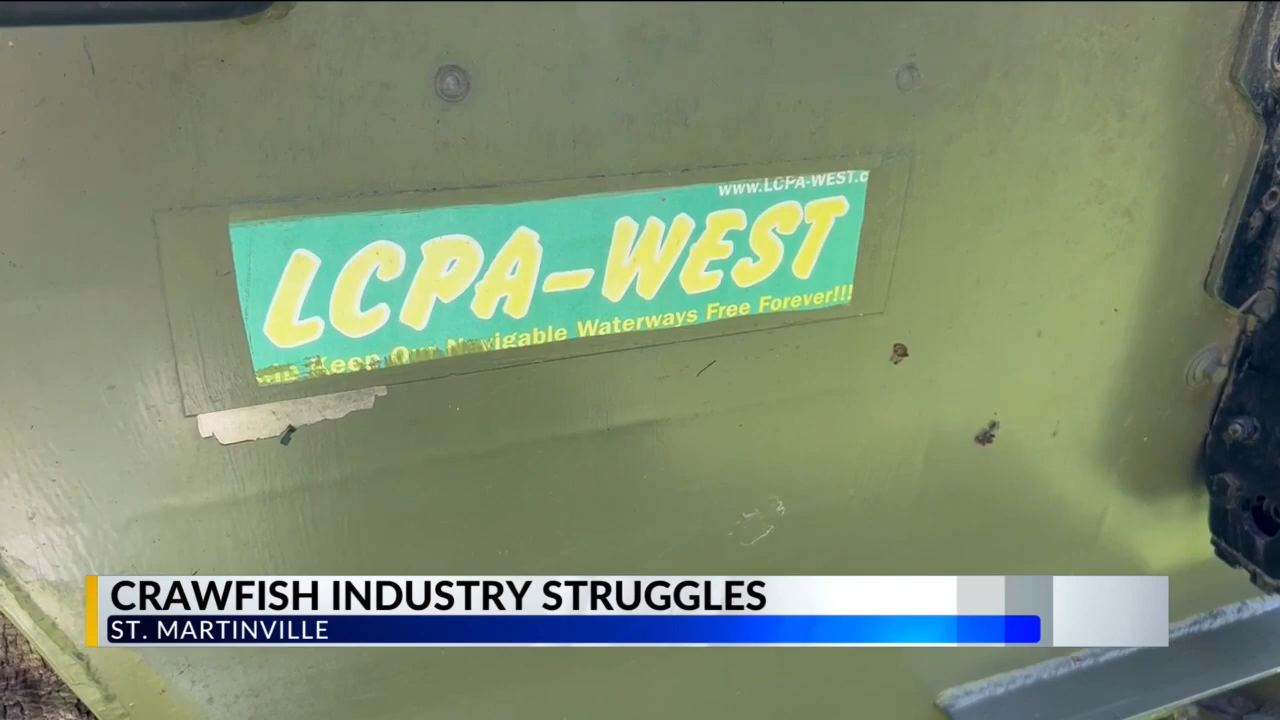 WWW.LCPA-WEST.C
LCPA-WEST
Keep Our Navigable Waterways Free Forever!!!
CRAWFISH INDUSTRY STRUGGLES
ST. MARTINVILLE